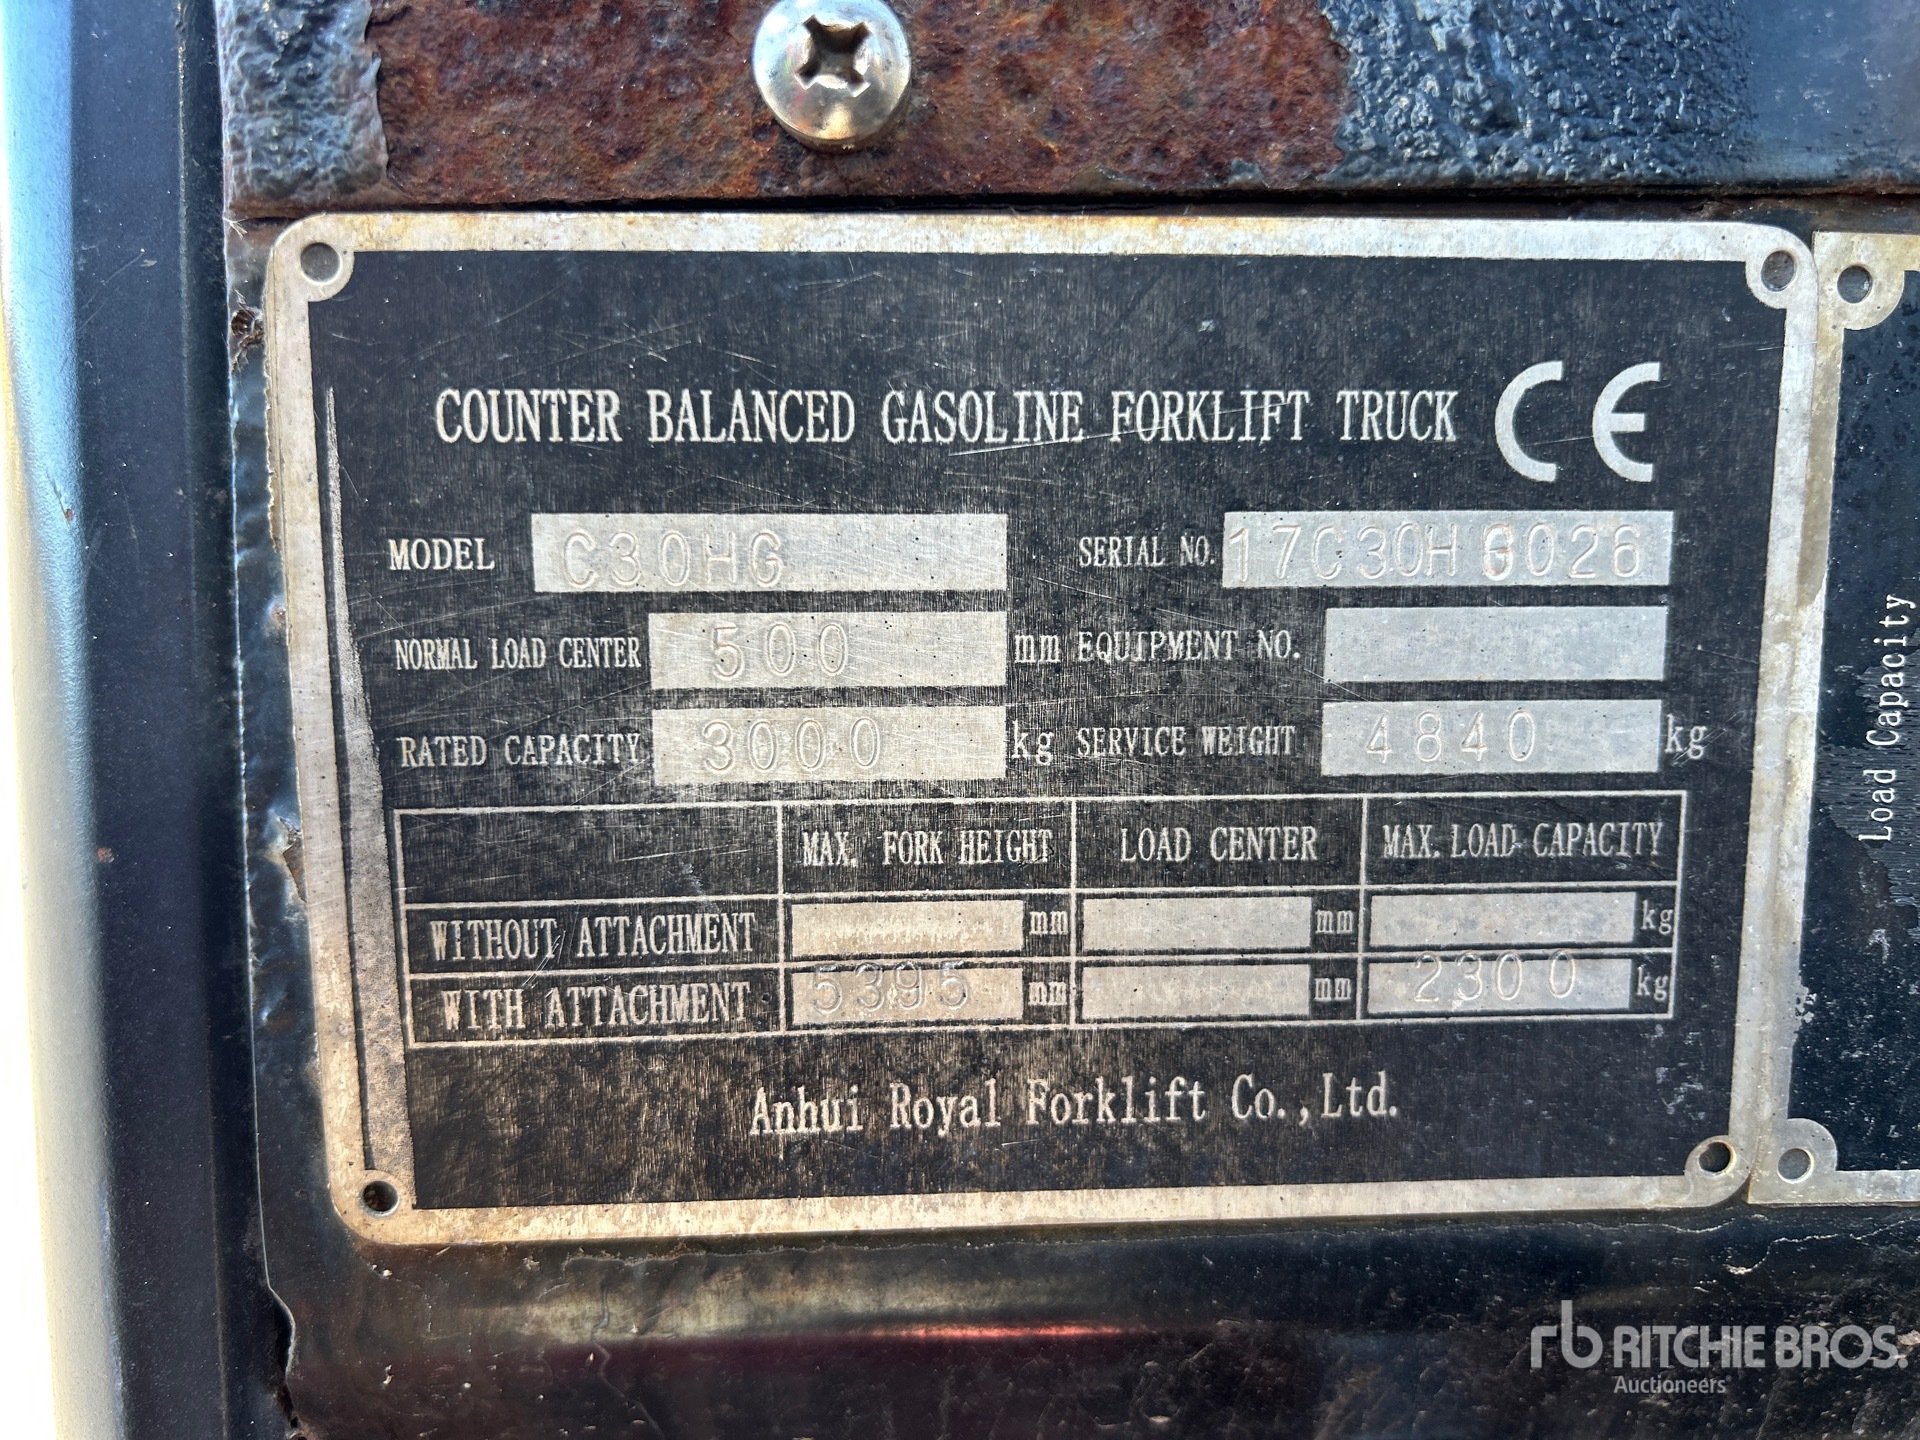 COUNTER BALANCED GASOLINE FORKLIFT TRUCK CE
MODEL C30HG SERIAL NO. 17C30HG026
NORMAL LOAD CENTER 500 mm EQUIPMENT NO.
RATED CAPACITY 3000 kg SERVICE WEIGHT 4840 kg
MAX. FORK HEIGHT LOAD CENTER MAX. LOAD CAPACITY
WITHOUT ATTACHMENT mm mm kg
WITH ATTACHMENT 5395 mm mm 2300 kg
Anhui Royal Forklift Co.,Ltd.
Load Capacity
rb RITCHIE BROS.
Auctioneers